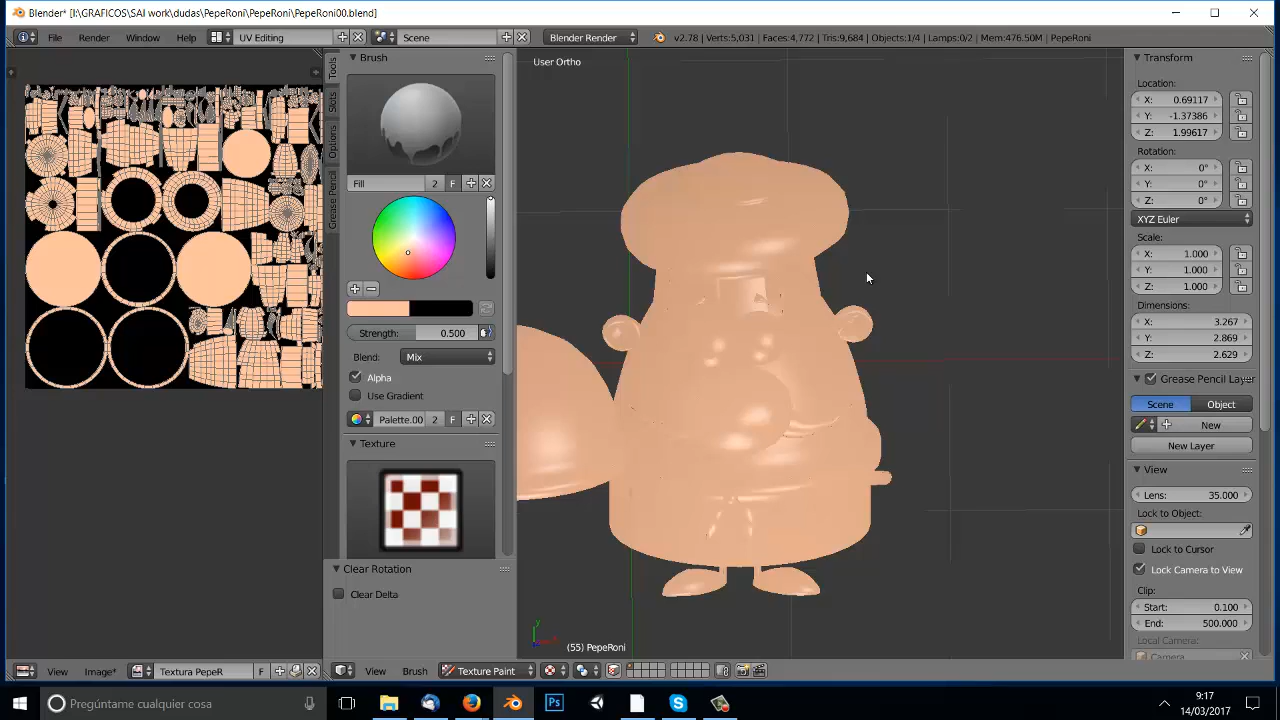 Blender* [I:\GRAFICOS\SAI work\dudas\PepeRoni\PepeRoni\PepeRoni00.blend]
File Render Window Help UV Editing Scene Blender Render v2.78 | Verts:5,031 | Faces:4,772 | Tris:9,684 | Objects:1/4 | Lamps:0/2 | Mem:476.50M | PepeRoni
Tools
Slots
Options
Grease Pencil
Brush
Fill 2 F
Strength: 0.500
Blend: Mix
Alpha
Use Gradient
Palette.00 2 F
Texture
Clear Rotation
Clear Delta
User Ortho
(55) PepeRoni
Transform
Location:
X: 0.69117
Y: -1.37386
Z: 1.99617
Rotation:
X: 0°
Y: 0°
Z: 0°
XYZ Euler
Scale:
X: 1.000
Y: 1.000
Z: 1.000
Dimensions:
X: 3.267
Y: 2.869
Z: 2.629
Grease Pencil Layer
Scene Object
New
New Layer
View
Lens: 35.000
Lock to Object:
Lock to Cursor
Lock Camera to View
Clip:
Start: 0.100
End: 500.000
Local Camera:
Camera
View Image* Textura PepeR F View Brush Texture Paint
Pregúntame cualquier cosa
Ps
9:17
14/03/2017